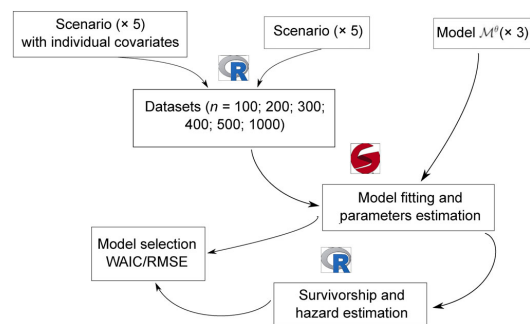 Scenario (× 5)
with individual covariates
Scenario (× 5)
Model ℳᶿ(× 3)
R
Datasets (n = 100; 200; 300;
400; 500; 1000)
S
Model fitting and
parameters estimation
Model selection
WAIC/RMSE
R
Survivorship and
hazard estimation